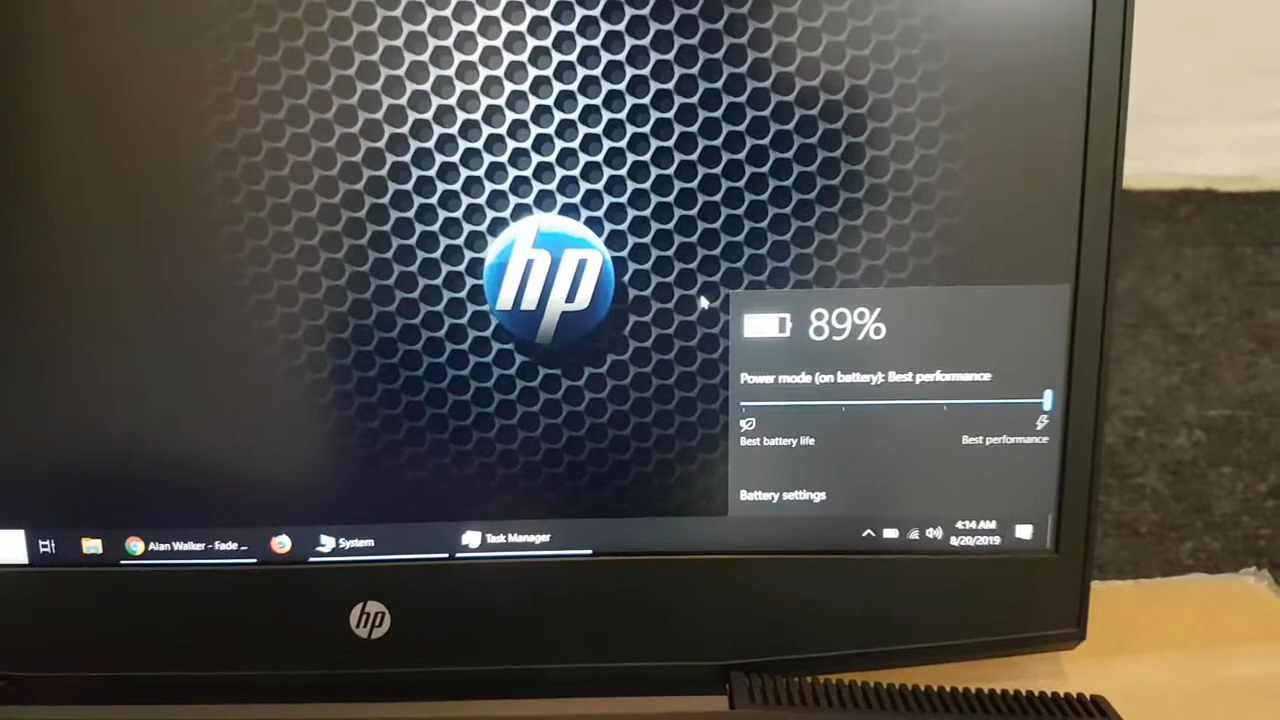 hp
89%
Power mode (on battery): Best performance
Best battery life
Best performance
Battery settings
Alan Walker - Fade ...
System
Task Manager
4:14 AM
8/20/2019
hp